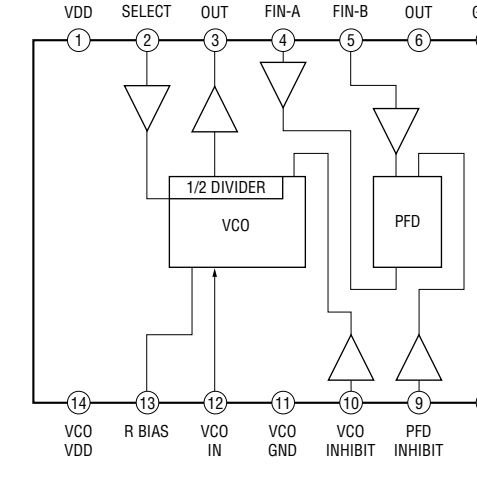 VDD SELECT OUT FIN-A FIN-B OUT
1 2 3 4 5 6
1/2 DIVIDER
VCO
PFD
14 13 12 11 10 9
VCO VDD
R BIAS
VCO IN
VCO GND
VCO INHIBIT
PFD INHIBIT